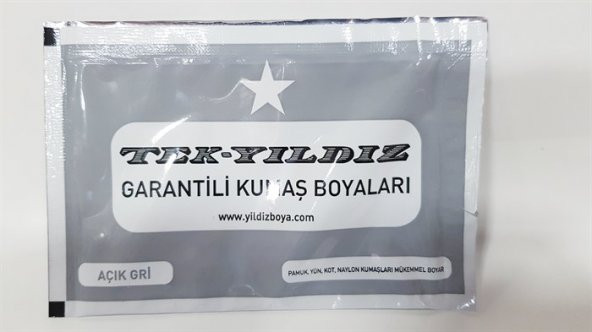 TEK-YILDIZ
GARANTİLİ KUMAŞ BOYALARI
www.yildizboya.com
AÇIK GRİ
PAMUK, YÜN, KOT, NAYLON KUMAŞLARI MÜKEMMEL BOYAR